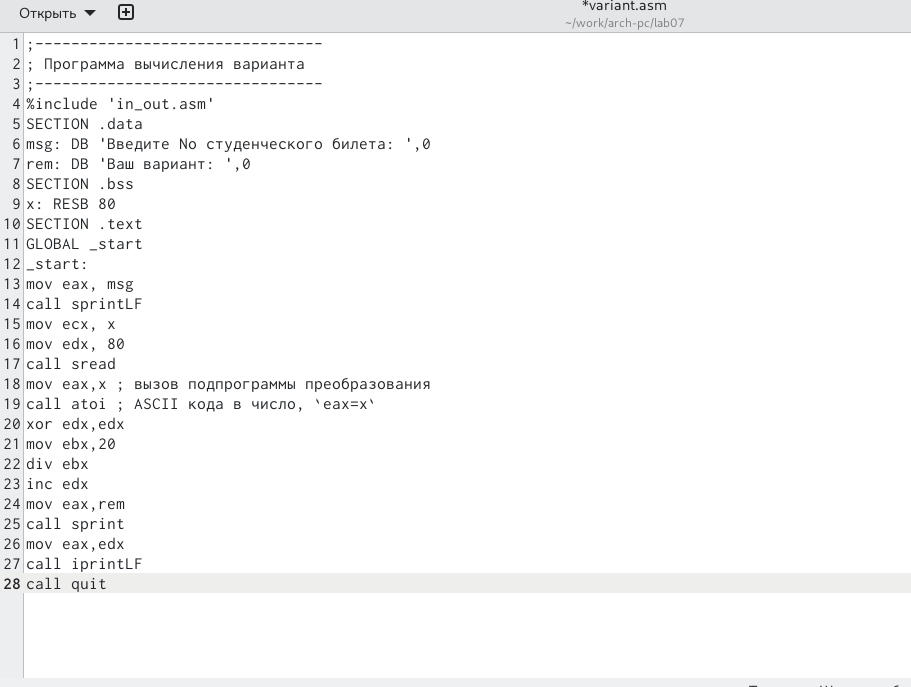 Открыть
*variant.asm
~/work/arch-pc/lab07
1 ;--------------------------------
2 ; Программа вычисления варианта
3 ;--------------------------------
4 %include 'in_out.asm'
5 SECTION .data
6 msg: DB 'Введите No студенческого билета: ',0
7 rem: DB 'Ваш вариант: ',0
8 SECTION .bss
9 x: RESB 80
10 SECTION .text
11 GLOBAL _start
12 _start:
13 mov eax, msg
14 call sprintLF
15 mov ecx, x
16 mov edx, 80
17 call sread
18 mov eax,x ; вызов подпрограммы преобразования
19 call atoi ; ASCII кода в число, `eax=x`
20 xor edx,edx
21 mov ebx,20
22 div ebx
23 inc edx
24 mov eax,rem
25 call sprint
26 mov eax,edx
27 call iprintLF
28 call quit